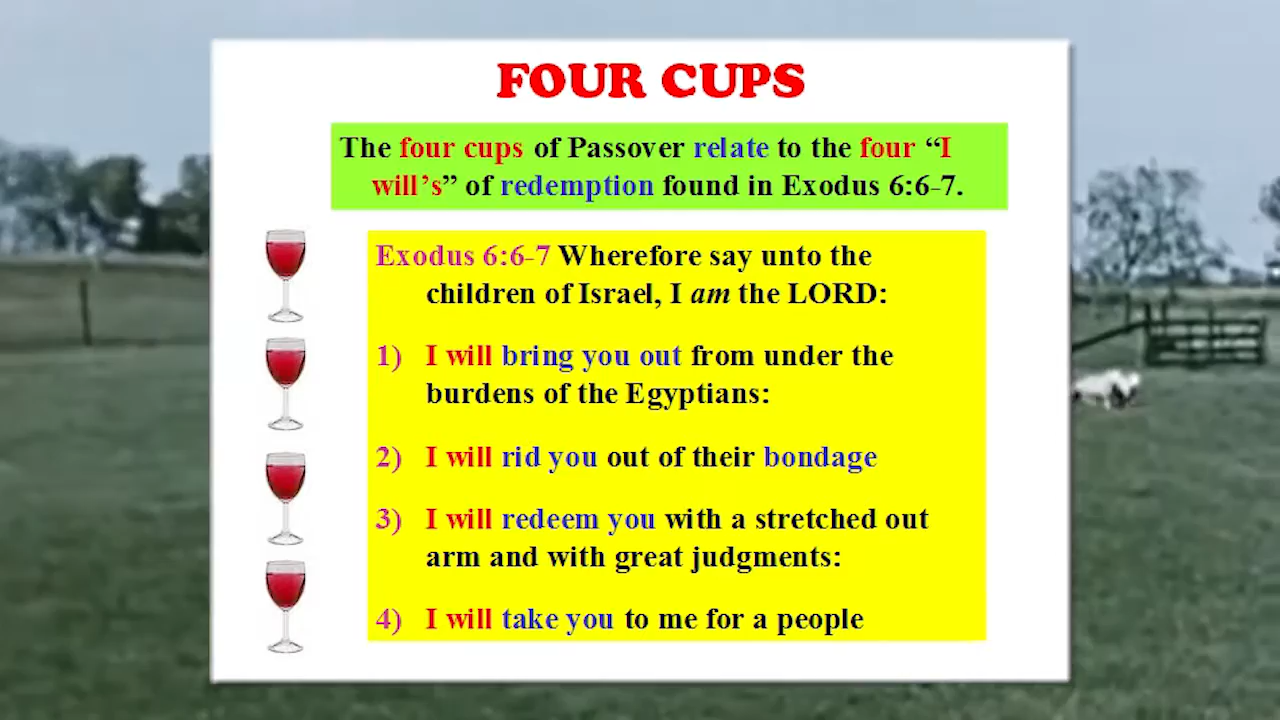 FOUR CUPS
The four cups of Passover relate to the four “I
will’s” of redemption found in Exodus 6:6-7.
Exodus 6:6-7 Wherefore say unto the
children of Israel, I am the LORD:
1) I will bring you out from under the
burdens of the Egyptians:
2) I will rid you out of their bondage
3) I will redeem you with a stretched out
arm and with great judgments:
4) I will take you to me for a people